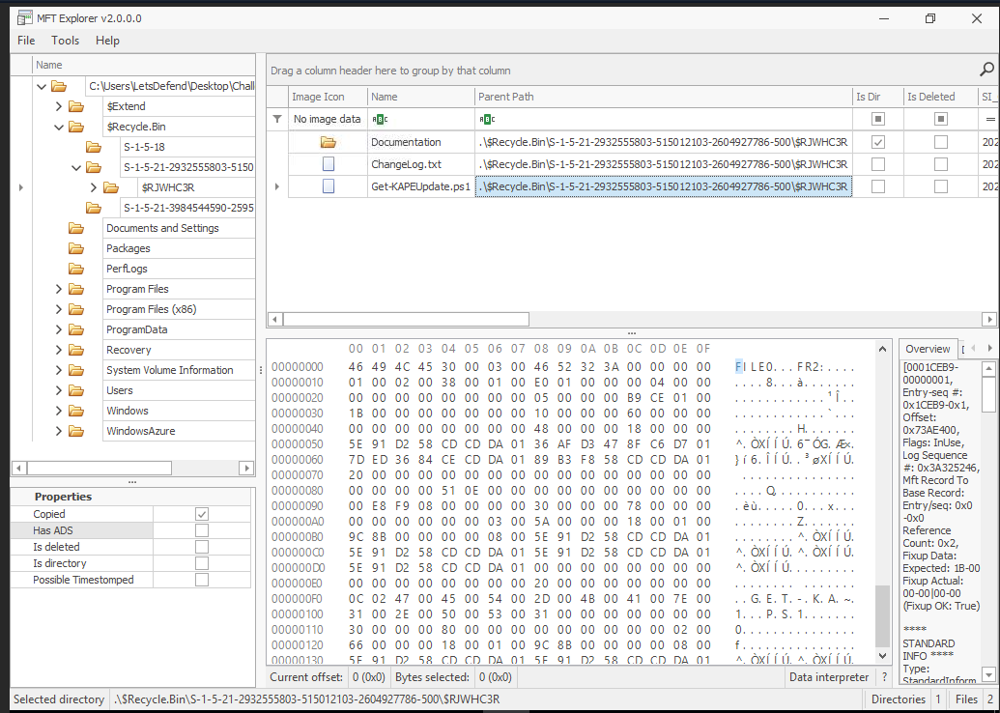 MFT Explorer v2.0.0.0
File Tools Help
Name
C:\Users\LetsDefend\Desktop\Chall
$Extend
$Recycle.Bin
S-1-5-18
S-1-5-21-2932555803-5150
$RJWHC3R
S-1-5-21-3984544590-2595
Documents and Settings
Packages
PerfLogs
Program Files
Program Files (x86)
ProgramData
Recovery
System Volume Information
Users
Windows
WindowsAzure
Properties
Copied
Has ADS
Is deleted
Is directory
Possible Timestomped
Drag a column header here to group by that column
Image Icon Name Parent Path Is Dir Is Deleted SI_
No image data ABC ABC =
Documentation .\$Recycle.Bin\S-1-5-21-2932555803-515012103-2604927786-500\$RJWHC3R 202
ChangeLog.txt .\$Recycle.Bin\S-1-5-21-2932555803-515012103-2604927786-500\$RJWHC3R 202
Get-KAPEUpdate.ps1 .\$Recycle.Bin\S-1-5-21-2932555803-515012103-2604927786-500\$RJWHC3R 202
00 01 02 03 04 05 06 07 08 09 0A 0B 0C 0D 0E 0F
00000000 46 49 4C 45 30 00 03 00 46 52 32 3A 00 00 00 00 FILE0...FR2:....
00000010 01 00 02 00 38 00 01 00 E0 01 00 00 00 04 00 00 ....8...à.......
00000020 00 00 00 00 00 00 00 00 05 00 00 00 B9 CE 01 00 ............¹Î..
00000030 1B 00 00 00 00 00 00 00 10 00 00 00 60 00 00 00 ............`...
00000040 00 00 00 00 00 00 00 00 48 00 00 00 18 00 00 00 ........H.......
00000050 5E 91 D2 58 CD CD DA 01 36 AF D3 47 8F C6 D7 01 ^.ÒXÍÍÚ.6¯ÓG.Æ×.
00000060 7D ED 36 84 CE CD DA 01 89 B3 F8 58 CD CD DA 01 }í6.ÎÍÚ..³øXÍÍÚ.
00000070 20 00 00 00 00 00 00 00 00 00 00 00 00 00 00 00 ...............
00000080 00 00 00 00 51 0E 00 00 00 00 00 00 00 00 00 00 ....Q...........
00000090 00 E8 F9 08 00 00 00 00 30 00 00 00 78 00 00 00 .èù.....0...x...
000000A0 00 00 00 00 00 00 03 00 5A 00 00 00 18 00 01 00 ........Z.......
000000B0 9C 8B 00 00 00 00 08 00 5E 91 D2 58 CD CD DA 01 ........^.ÒXÍÍÚ.
000000C0 5E 91 D2 58 CD CD DA 01 5E 91 D2 58 CD CD DA 01 ^.ÒXÍÍÚ.^.ÒXÍÍÚ.
000000D0 5E 91 D2 58 CD CD DA 01 00 00 00 00 00 00 00 00 ^.ÒXÍÍÚ.........
000000E0 00 00 00 00 00 00 00 00 20 00 00 00 00 00 00 00 ........ .......
000000F0 0C 02 47 00 45 00 54 00 2D 00 4B 00 41 00 7E 00 ..G.E.T.-.K.A.~.
00000100 31 00 2E 00 50 00 53 00 31 00 00 00 00 00 00 00 1...P.S.1.......
00000110 30 00 00 00 80 00 00 00 00 00 00 00 00 00 02 00 0...............
00000120 66 00 00 00 18 00 01 00 9C 8B 00 00 00 00 08 00 f...............
00000130 5E 91 D2 58 CD CD DA 01 5E 91 D2 58 CD CD DA 01 ^.ÒXÍÍÚ.^.ÒXÍÍÚ.
Current offset: 0 (0x0) Bytes selected: 0 (0x0) Data interpreter ?
Overview
[0001CEB9-
00000001,
Entry-seq #:
0x1CEB9-0x1,
Offset:
0x73AE400,
Flags: InUse,
Log Sequence
#: 0x3A325246,
Mft Record To
Base Record:
Entry/seq: 0x0
-0x0
Reference
Count: 0x2,
Fixup Data:
Expected: 1B-00
Fixup Actual:
00-00|00-00
(Fixup OK: True)
****
STANDARD
INFO ****
Type:
StandardInform
Selected directory .\$Recycle.Bin\S-1-5-21-2932555803-515012103-2604927786-500\$RJWHC3R Directories 1 Files 2